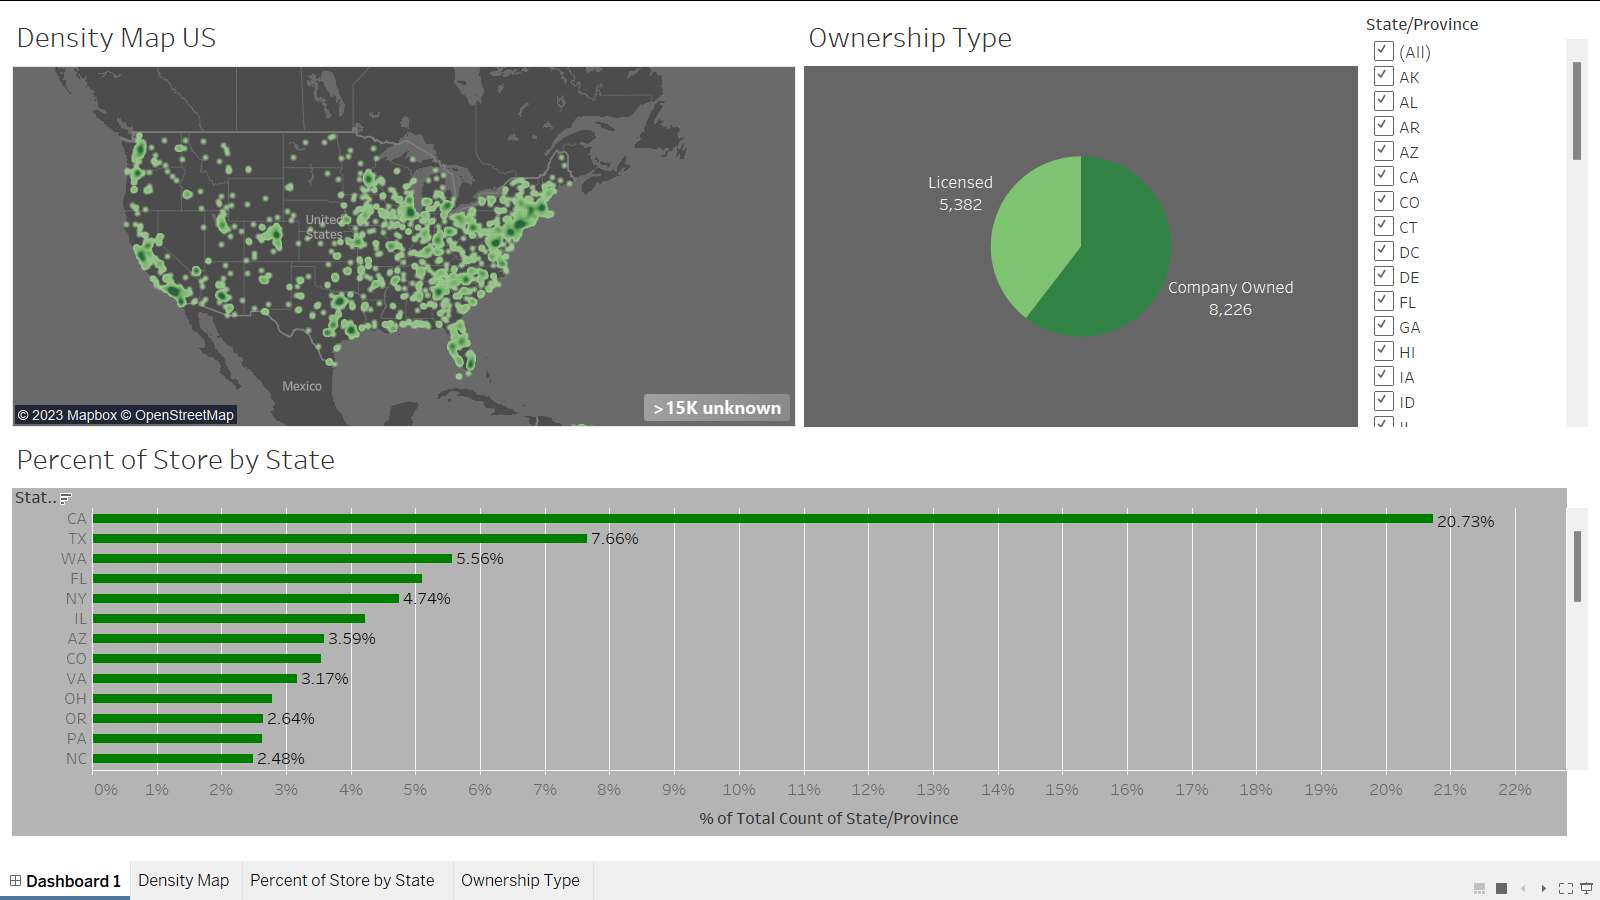 Density Map US
United
States
Mexico
© 2023 Mapbox © OpenStreetMap
>15K unknown
Ownership Type
Licensed
5,382
Company Owned
8,226
State/Province
(All)
AK
AL
AR
AZ
CA
CO
CT
DC
DE
FL
GA
HI
IA
ID
Percent of Store by State
Stat..
CA 20.73%
TX 7.66%
WA 5.56%
FL
NY 4.74%
IL
AZ 3.59%
CO
VA 3.17%
OH
OR 2.64%
PA
NC 2.48%
0% 1% 2% 3% 4% 5% 6% 7% 8% 9% 10% 11% 12% 13% 14% 15% 16% 17% 18% 19% 20% 21% 22%
% of Total Count of State/Province
Dashboard 1 Density Map Percent of Store by State Ownership Type